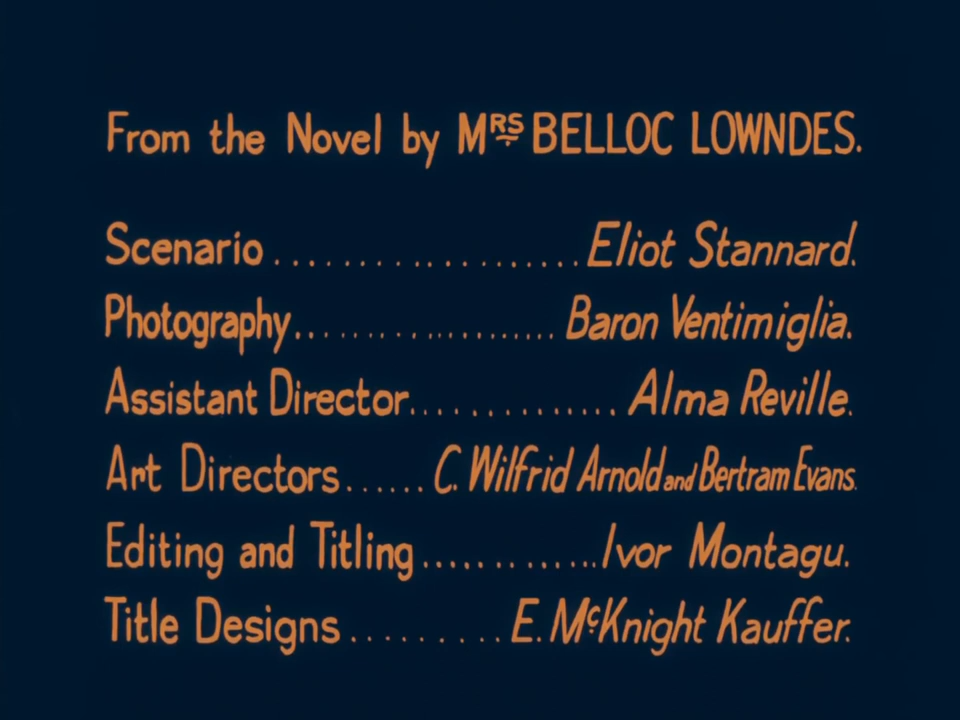 From the Novel by Mrs BELLOC LOWNDES.
Scenario.....................Eliot Stannard.
Photography.....................Baron Ventimiglia.
Assistant Director...............Alma Reville.
Art Directors......C. Wilfrid Arnold and Bertram Evans.
Editing and Titling..............Ivor Montagu.
Title Designs..........E. McKnight Kauffer.